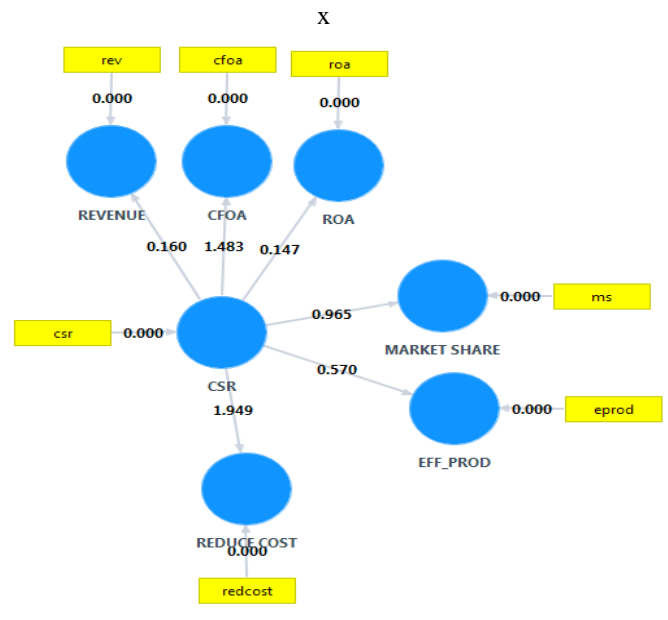 x
rev
cfoa
roa
0.000
0.000
0.000
REVENUE
CFOA
ROA
0.160
1.483
0.147
0.965
0.000
ms
MARKET SHARE
csr
0.000
CSR
0.570
1.949
0.000
eprod
EFF_PROD
REDUCE COST
0.000
redcost